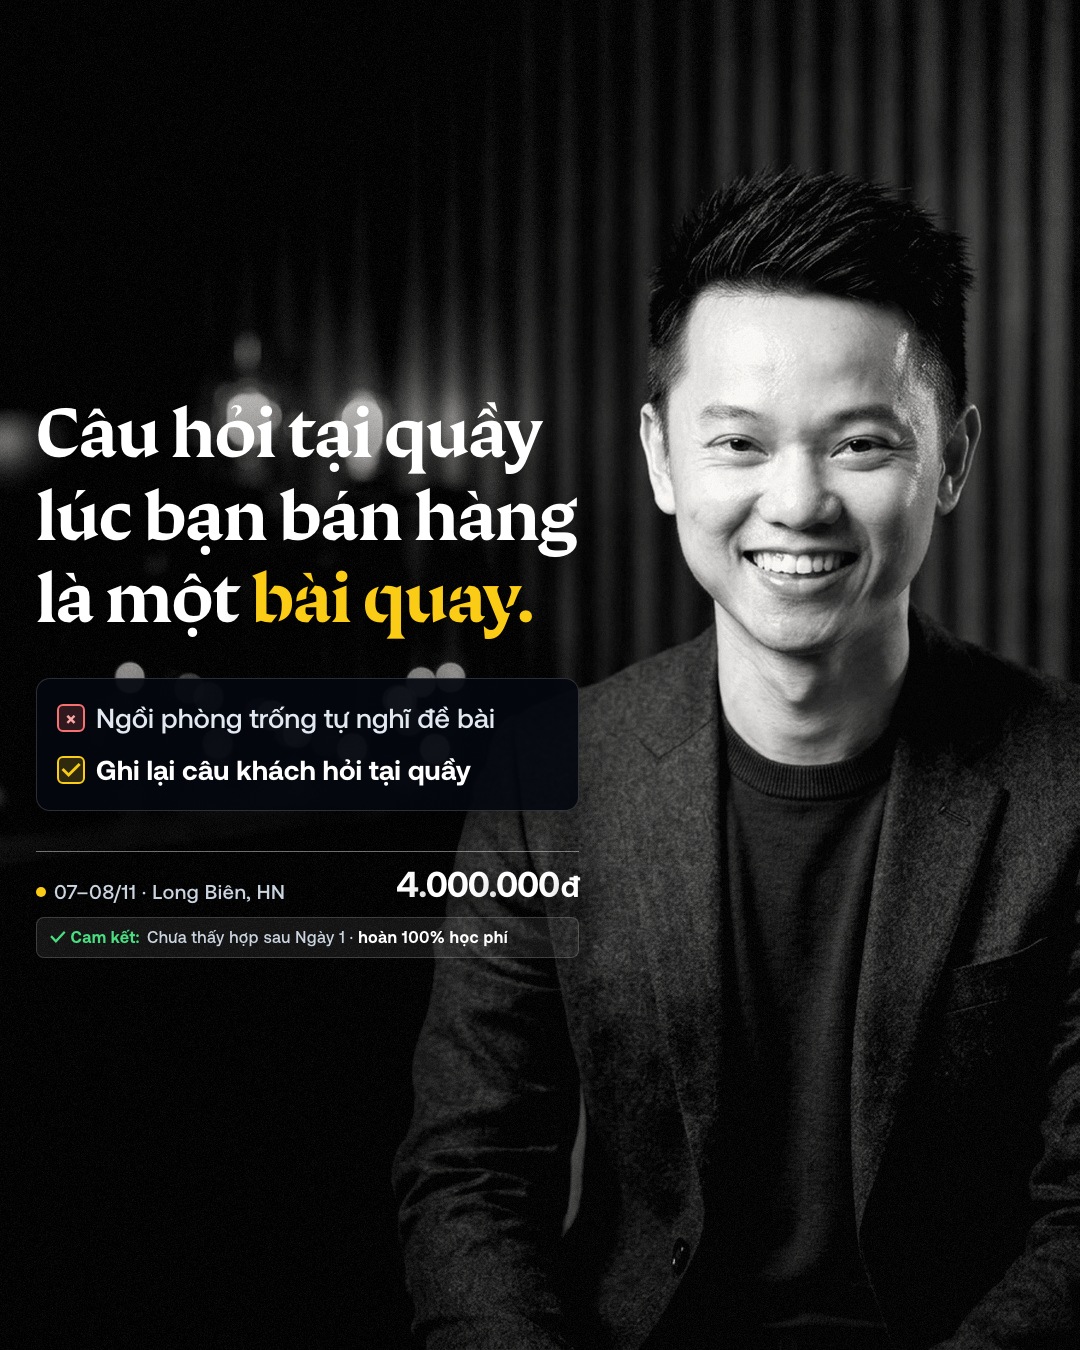 Câu hỏi tại quầy
lúc bạn bán hàng
là một bài quay.
Ngồi phòng trống tự nghĩ đề bài
Ghi lại câu khách hỏi tại quầy
07–08/11 · Long Biên, HN
4.000.000đ
Cam kết: Chưa thấy hợp sau Ngày 1 · hoàn 100% học phí